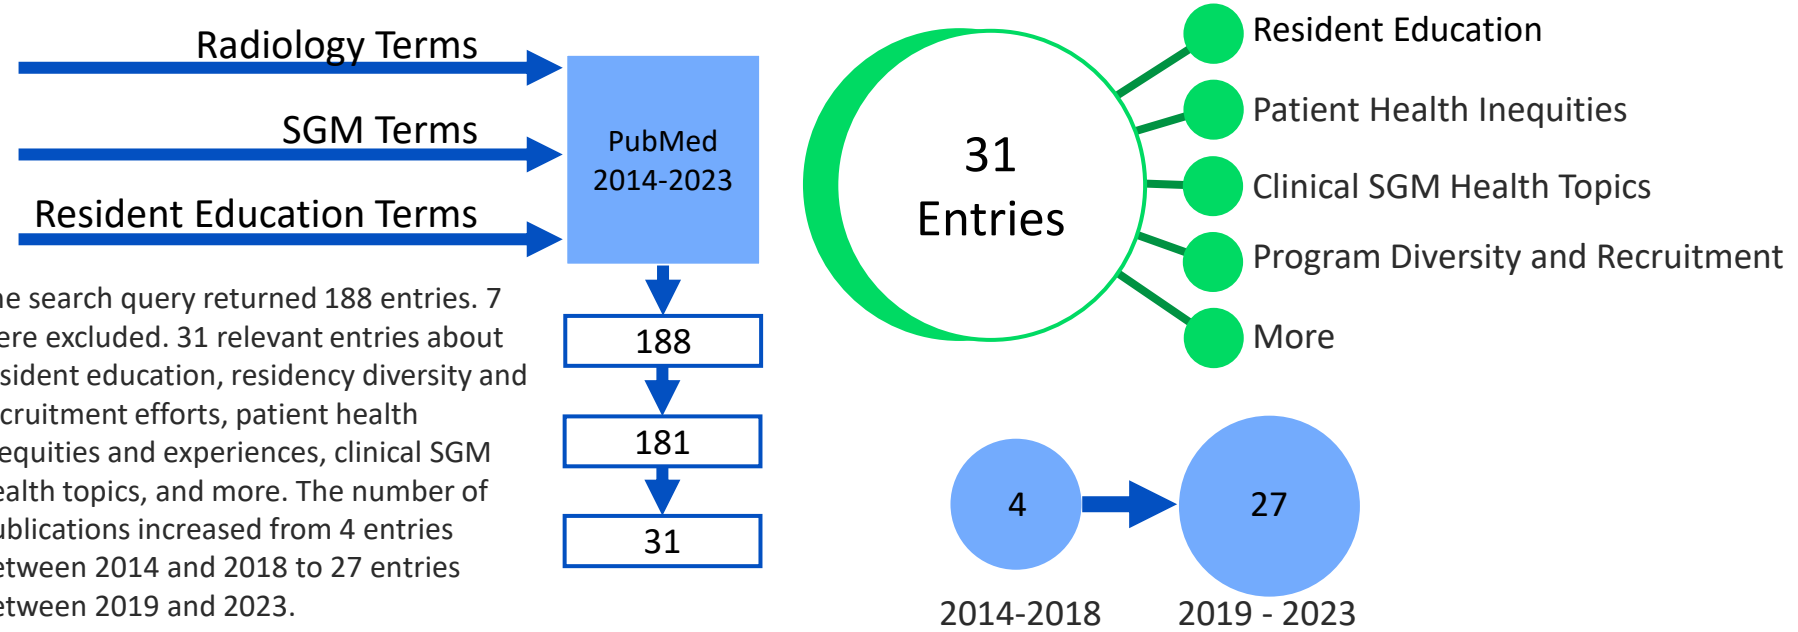 Radiology Terms
SGM Terms
Resident Education Terms
PubMed
2014-2023
188
181
31
he search query returned 188 entries. 7
ere excluded. 31 relevant entries about
sident education, residency diversity and
cruitment efforts, patient health
equities and experiences, clinical SGM
ealth topics, and more. The number of
ublications increased from 4 entries
etween 2014 and 2018 to 27 entries
etween 2019 and 2023.
31
Entries
Resident Education
Patient Health Inequities
Clinical SGM Health Topics
Program Diversity and Recruitment
More
4
27
2014-2018
2019 - 2023